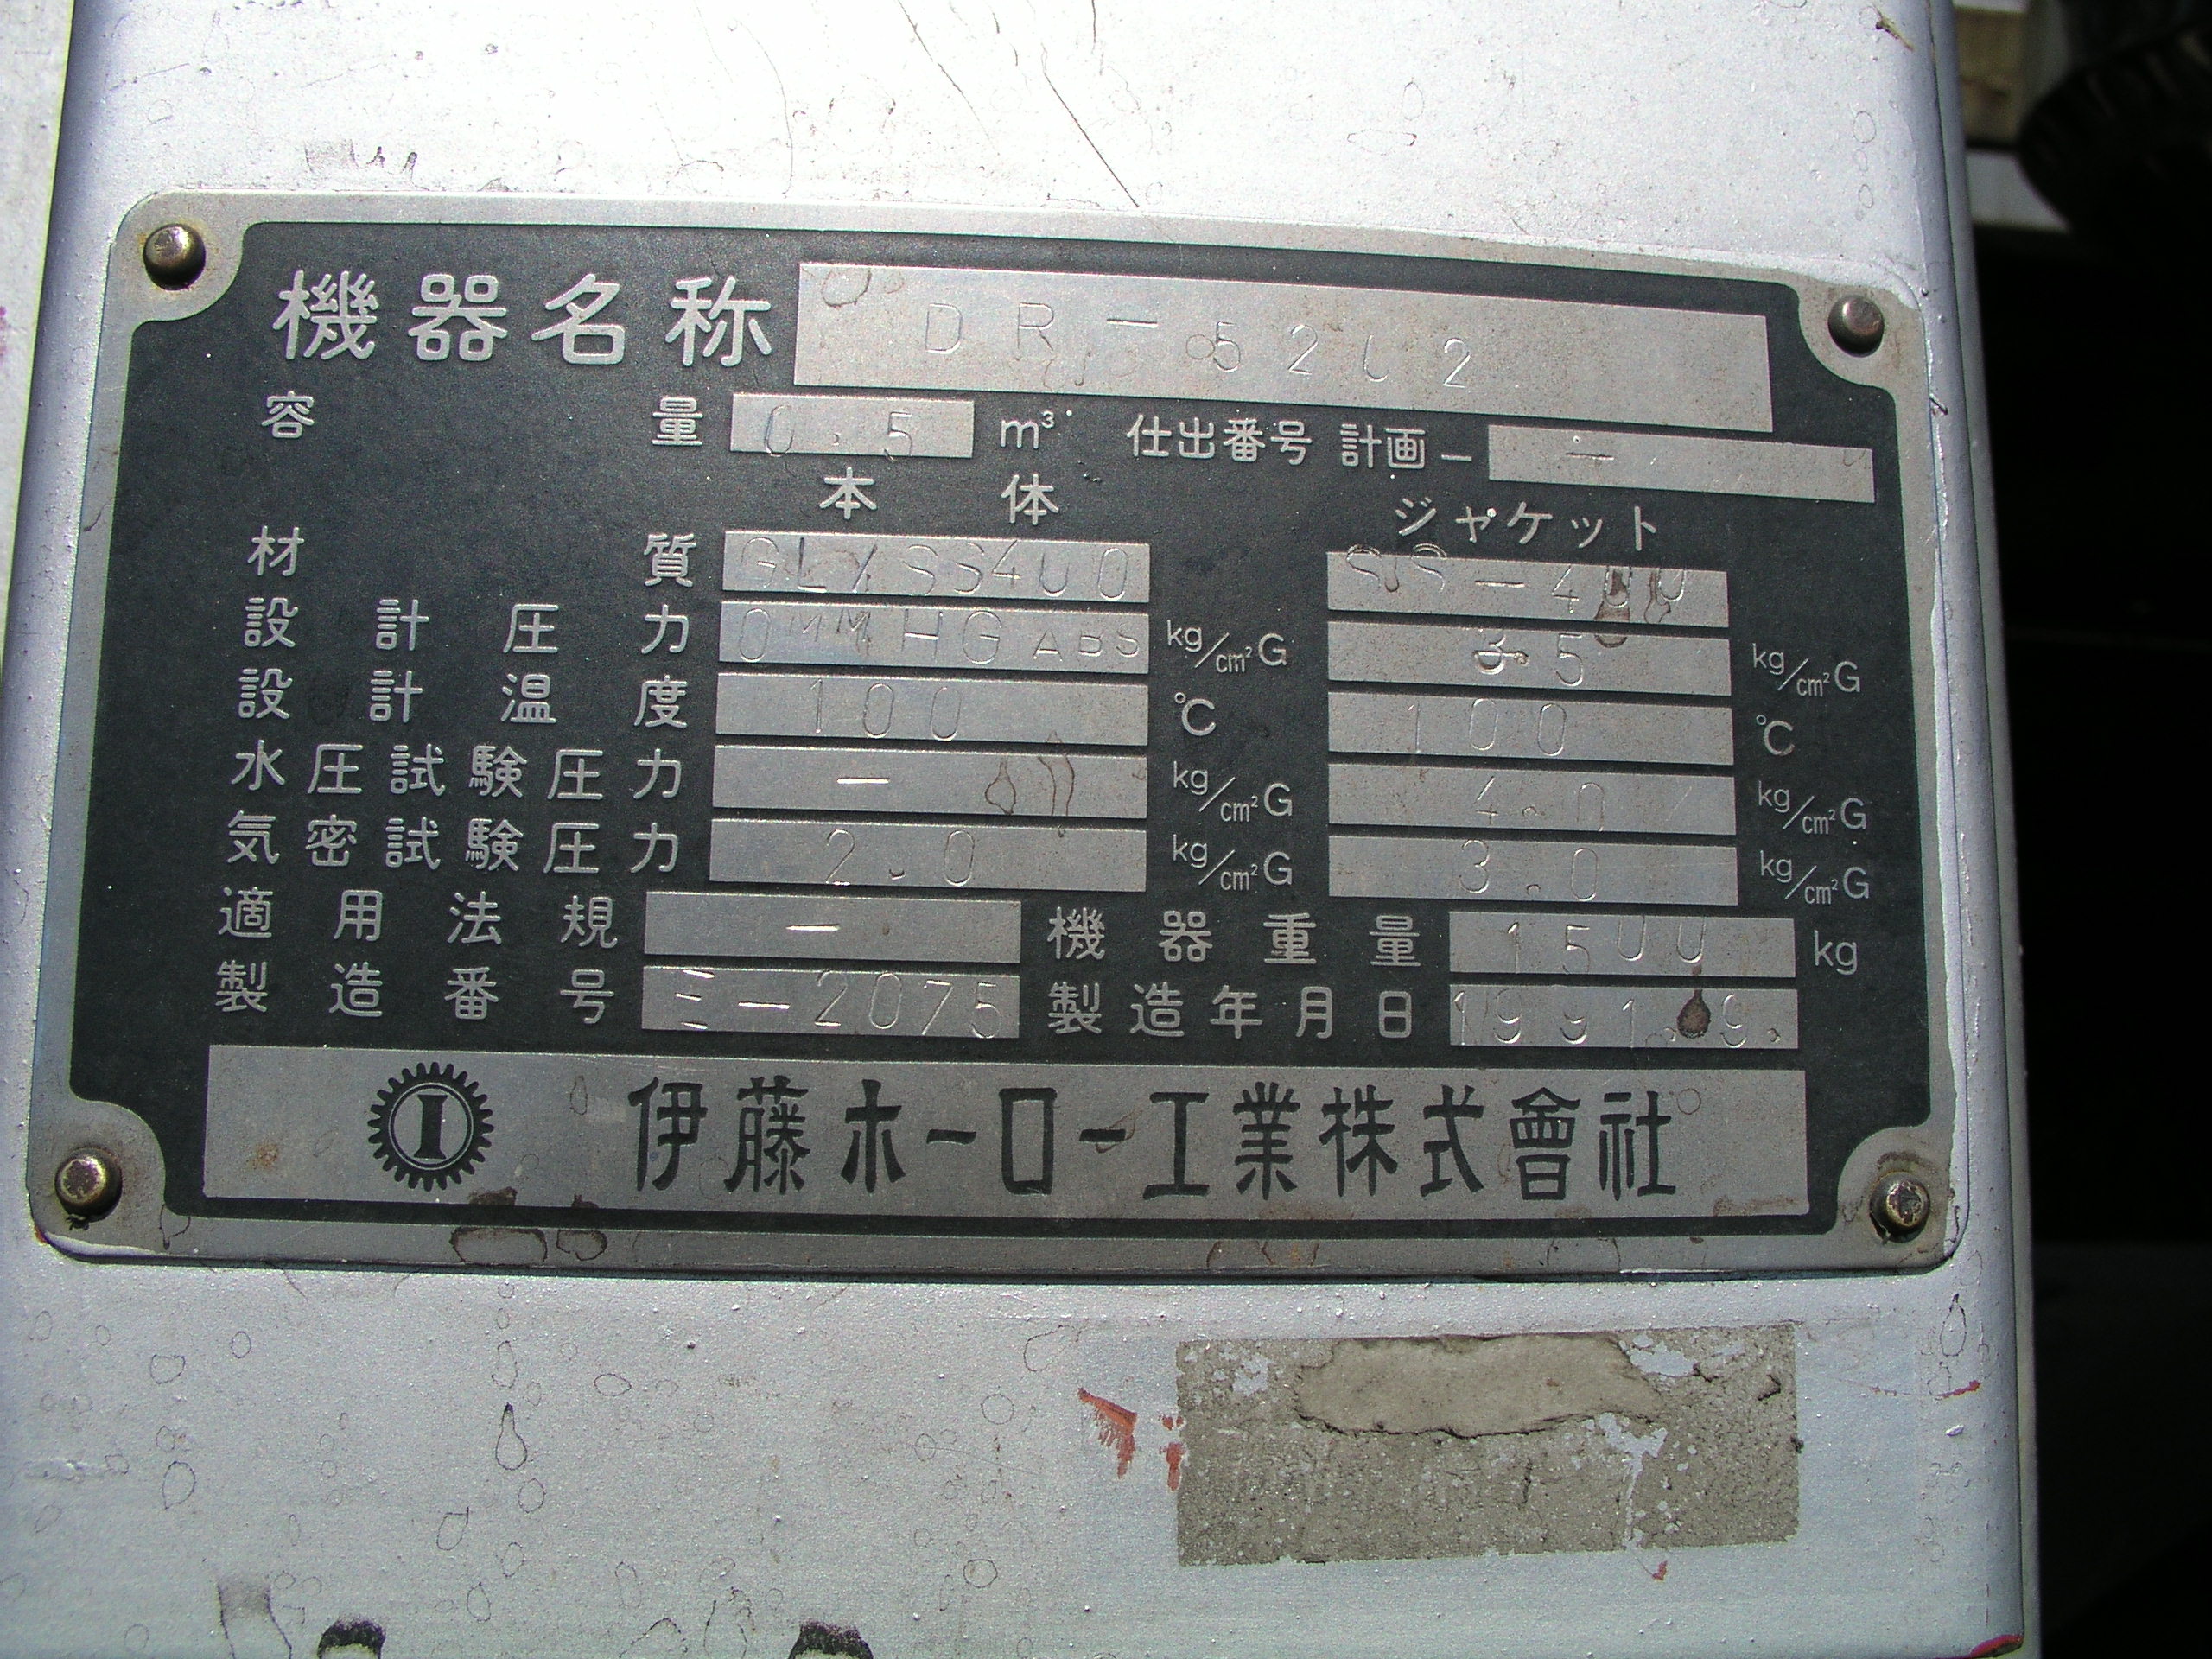 機器名称 DR-5202
容量 0.5 m³ 仕出番号 計画- -
本体 ジャケット
材質 GL/SS400 SS-400
設計圧力 0MMHG ABS kg/cm²G kg/cm²G
設計温度 100 ℃ 100 ℃
水圧試験圧力 - kg/cm²G 4.0 kg/cm²G
気密試験圧力 2.0 kg/cm²G 3.0 kg/cm²G
適用法規 - 機器重量 1500 kg
製造番号 ミ-2075 製造年月日 1991.9.
I 伊藤ホーロー工業株式會社